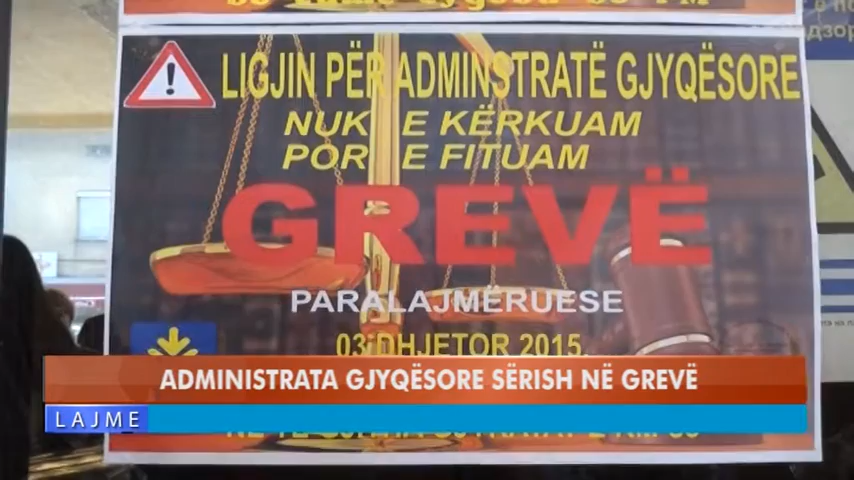 LIGJIN PËR ADMINSTRATË GJYQËSORE
NUK E KËRKUAM
POR E FITUAM
GREVË
PARALAJMËRUESE
03 DHJETOR 2015.
ADMINISTRATA GJYQËSORE SËRISH NË GREVË
LAJME